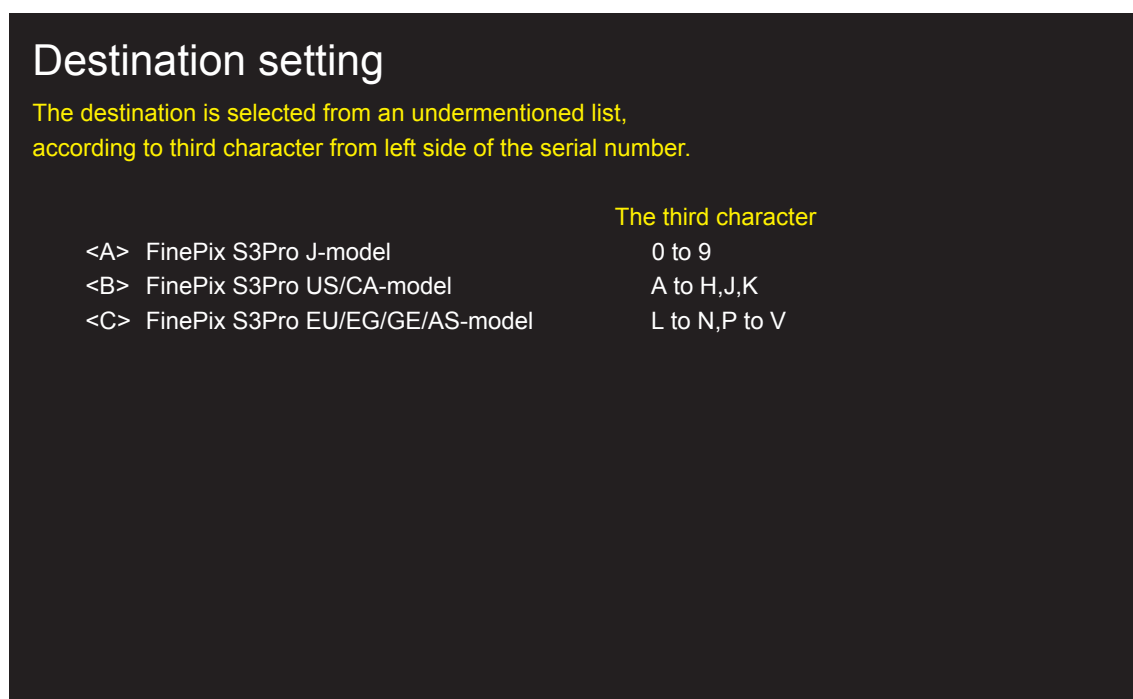 Destination setting
The destination is selected from an undermentioned list,
according to third character from left side of the serial number.
The third character
<A> FinePix S3Pro J-model 0 to 9
<B> FinePix S3Pro US/CA-model A to H,J,K
<C> FinePix S3Pro EU/EG/GE/AS-model L to N,P to V